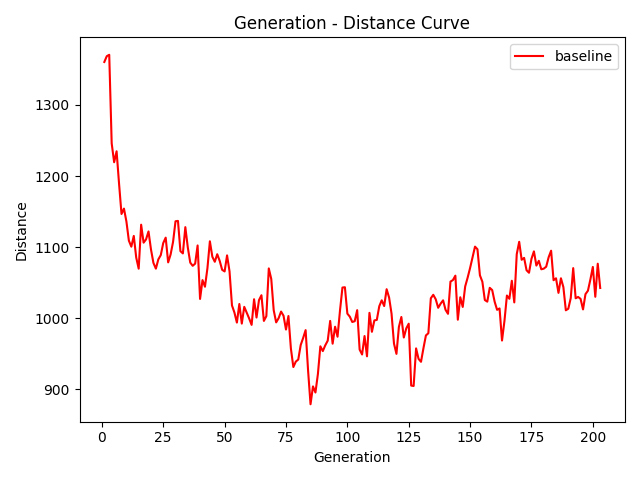 Generation - Distance Curve
baseline
Distance
1300
1200
1100
1000
900
0 25 50 75 100 125 150 175 200
Generation